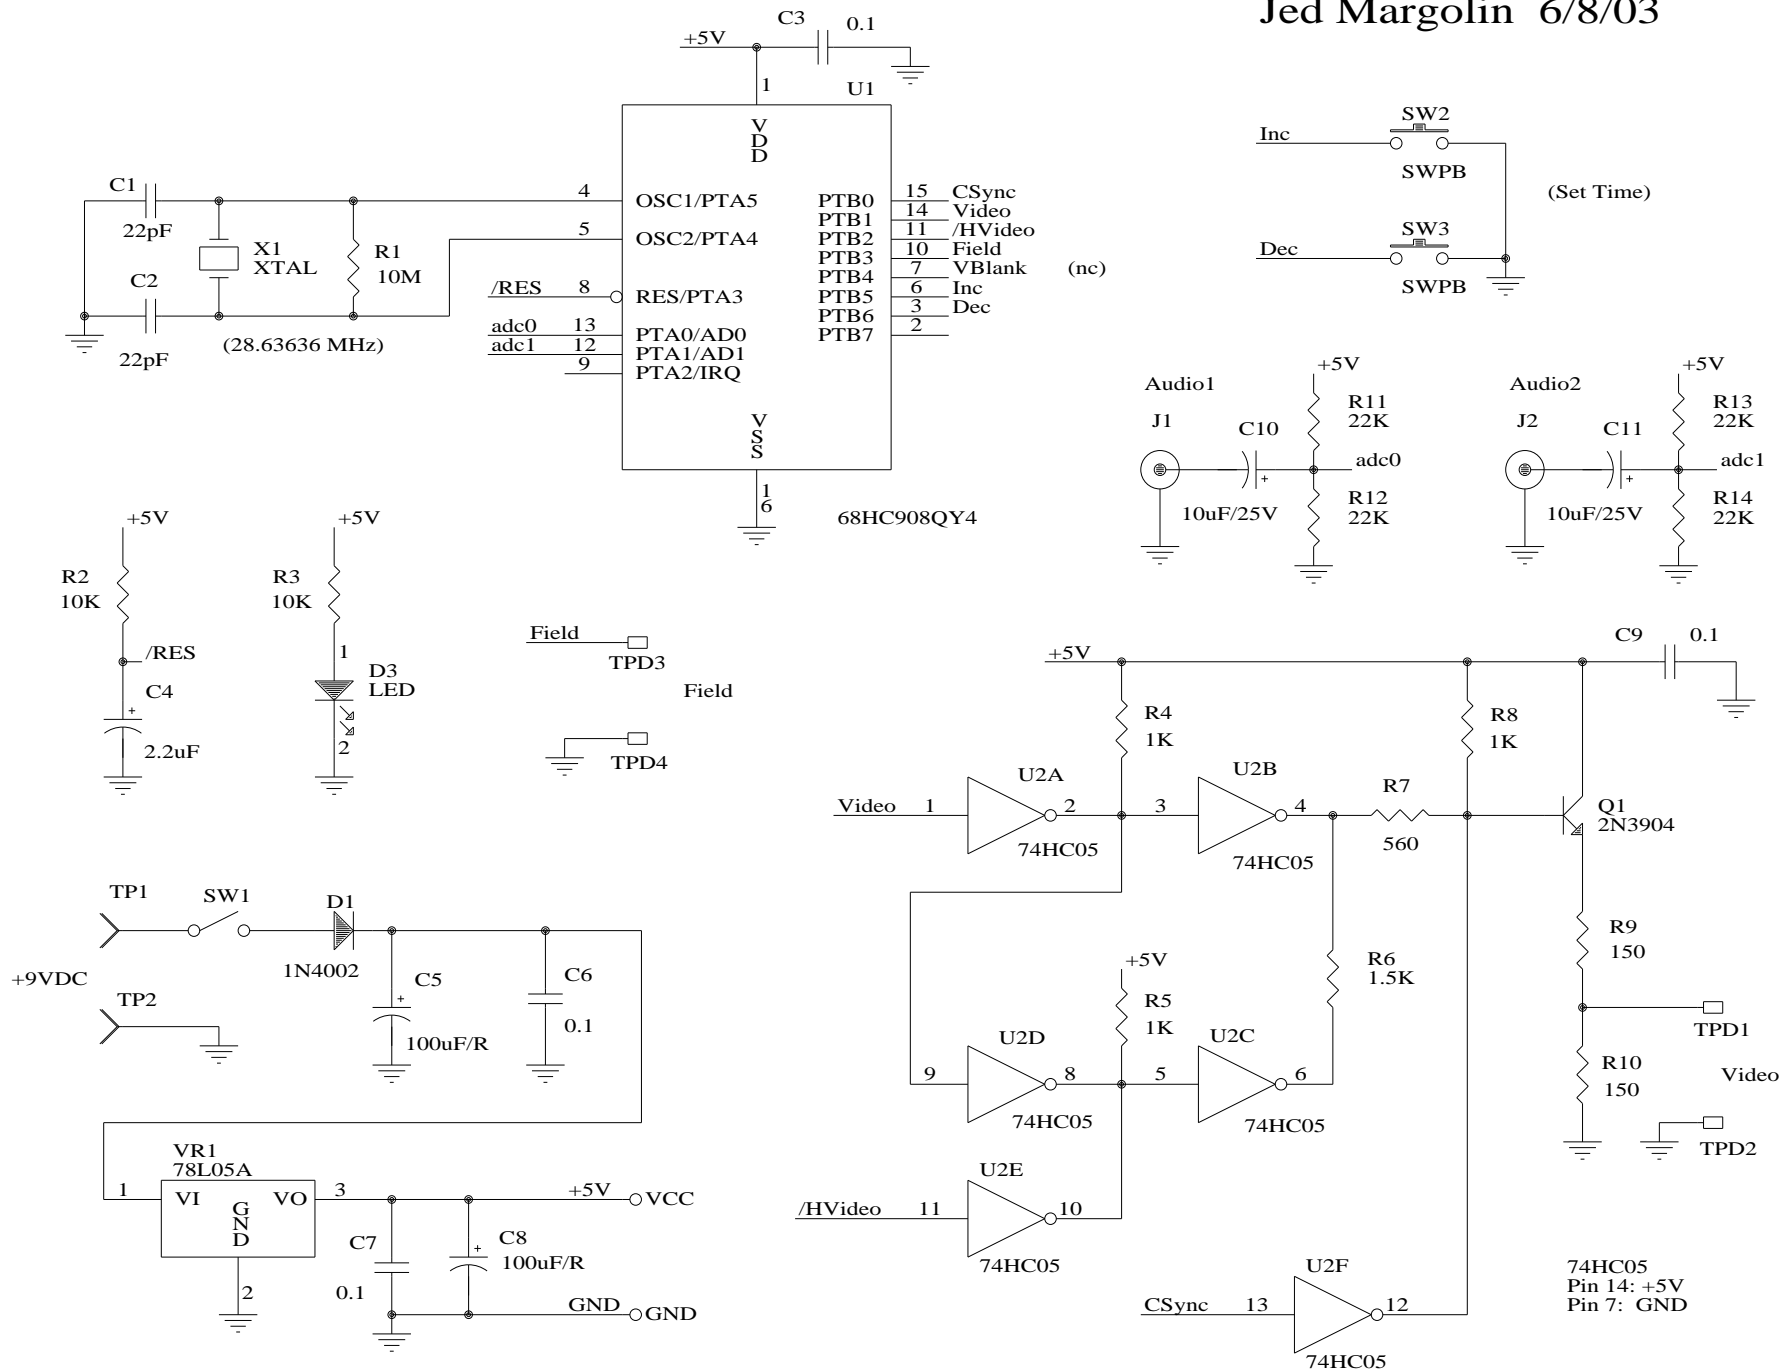 Jed Margolin 6/8/03
C3 0.1
+5V
1
U1
V
D
D
4 OSC1/PTA5
5 OSC2/PTA4
/RES 8 RES/PTA3
adc0 13 PTA0/AD0
adc1 12 PTA1/AD1
9 PTA2/IRQ
PTB0 15 CSync
PTB1 14 Video
PTB2 11 /HVideo
PTB3 10 Field
PTB4 7 VBlank (nc)
PTB5 6 Inc
PTB6 3 Dec
PTB7 2
V
S
S
1
6
68HC908QY4
C1
22pF
X1
XTAL
R1
10M
C2
22pF
(28.63636 MHz)
Inc
SW2
SWPB
(Set Time)
Dec
SW3
SWPB
Audio1
J1
C10
10uF/25V
+5V
R11
22K
adc0
R12
22K
Audio2
J2
C11
10uF/25V
+5V
R13
22K
adc1
R14
22K
+
+
+5V
R2
10K
/RES
C4
+
2.2uF
+5V
R3
10K
1
D3
LED
2
Field
TPD3
Field
TPD4
+5V
C9 0.1
R4
1K
R8
1K
U2A
Video 1 2
74HC05
U2B
3 4
74HC05
R7
560
Q1
2N3904
R9
150
TPD1
R10
150
Video
TPD2
R6
1.5K
+5V
R5
1K
U2D
9 8
74HC05
U2C
5 6
74HC05
U2E
/HVideo 11 10
74HC05
U2F
CSync 13 12
74HC05
74HC05
Pin 14: +5V
Pin 7: GND
TP1
SW1
D1
1N4002
+9VDC
TP2
C5
+
100uF/R
C6
0.1
VR1
78L05A
1 VI VO 3
G
N
D
2
+5V VCC
C7
0.1
C8
+
100uF/R
GND GND